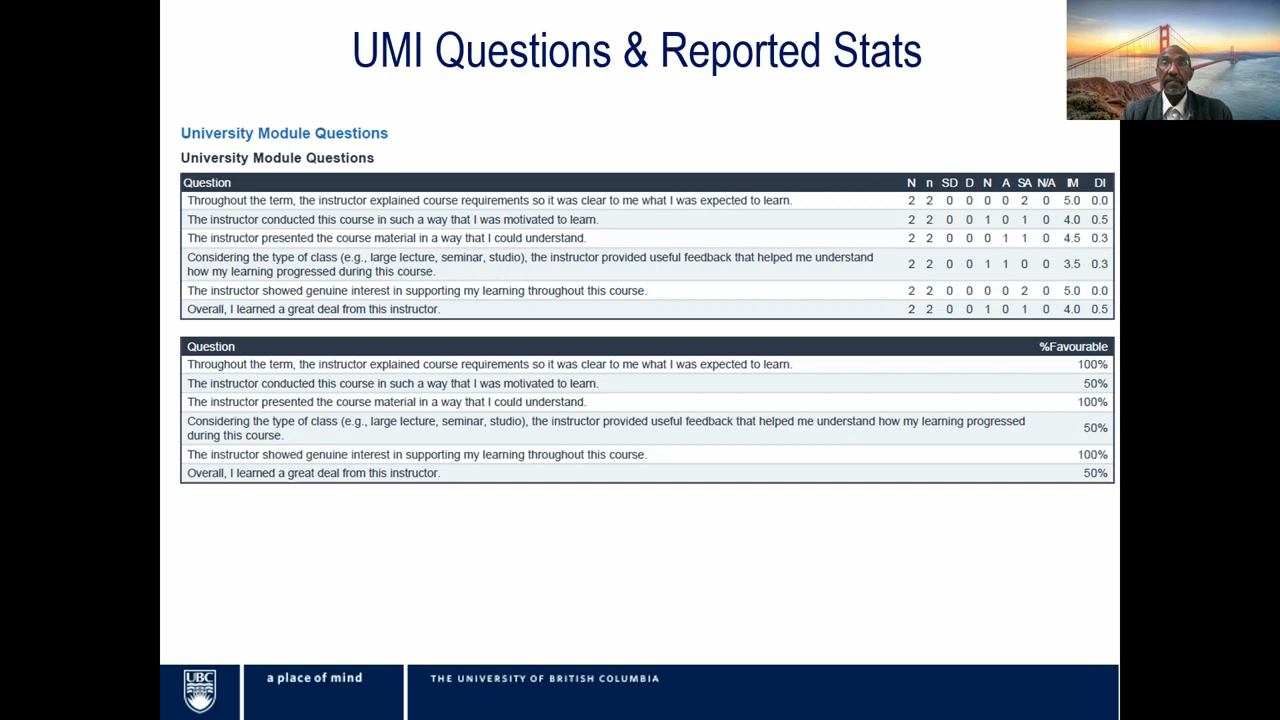 UMI Questions & Reported Stats
University Module Questions
University Module Questions
Question N n SD D N A SA N/A IM DI
Throughout the term, the instructor explained course requirements so it was clear to me what I was expected to learn. 2 2 0 0 0 0 2 0 5.0 0.0
The instructor conducted this course in such a way that I was motivated to learn. 2 2 0 0 1 0 1 0 4.0 0.5
The instructor presented the course material in a way that I could understand. 2 2 0 0 0 1 1 0 4.5 0.3
Considering the type of class (e.g., large lecture, seminar, studio), the instructor provided useful feedback that helped me understand
how my learning progressed during this course. 2 2 0 0 1 1 0 0 3.5 0.3
The instructor showed genuine interest in supporting my learning throughout this course. 2 2 0 0 0 0 2 0 5.0 0.0
Overall, I learned a great deal from this instructor. 2 2 0 0 1 0 1 0 4.0 0.5
Question %Favourable
Throughout the term, the instructor explained course requirements so it was clear to me what I was expected to learn. 100%
The instructor conducted this course in such a way that I was motivated to learn. 50%
The instructor presented the course material in a way that I could understand. 100%
Considering the type of class (e.g., large lecture, seminar, studio), the instructor provided useful feedback that helped me understand how my learning progressed
during this course. 50%
The instructor showed genuine interest in supporting my learning throughout this course. 100%
Overall, I learned a great deal from this instructor. 50%
UBC
a place of mind
THE UNIVERSITY OF BRITISH COLUMBIA